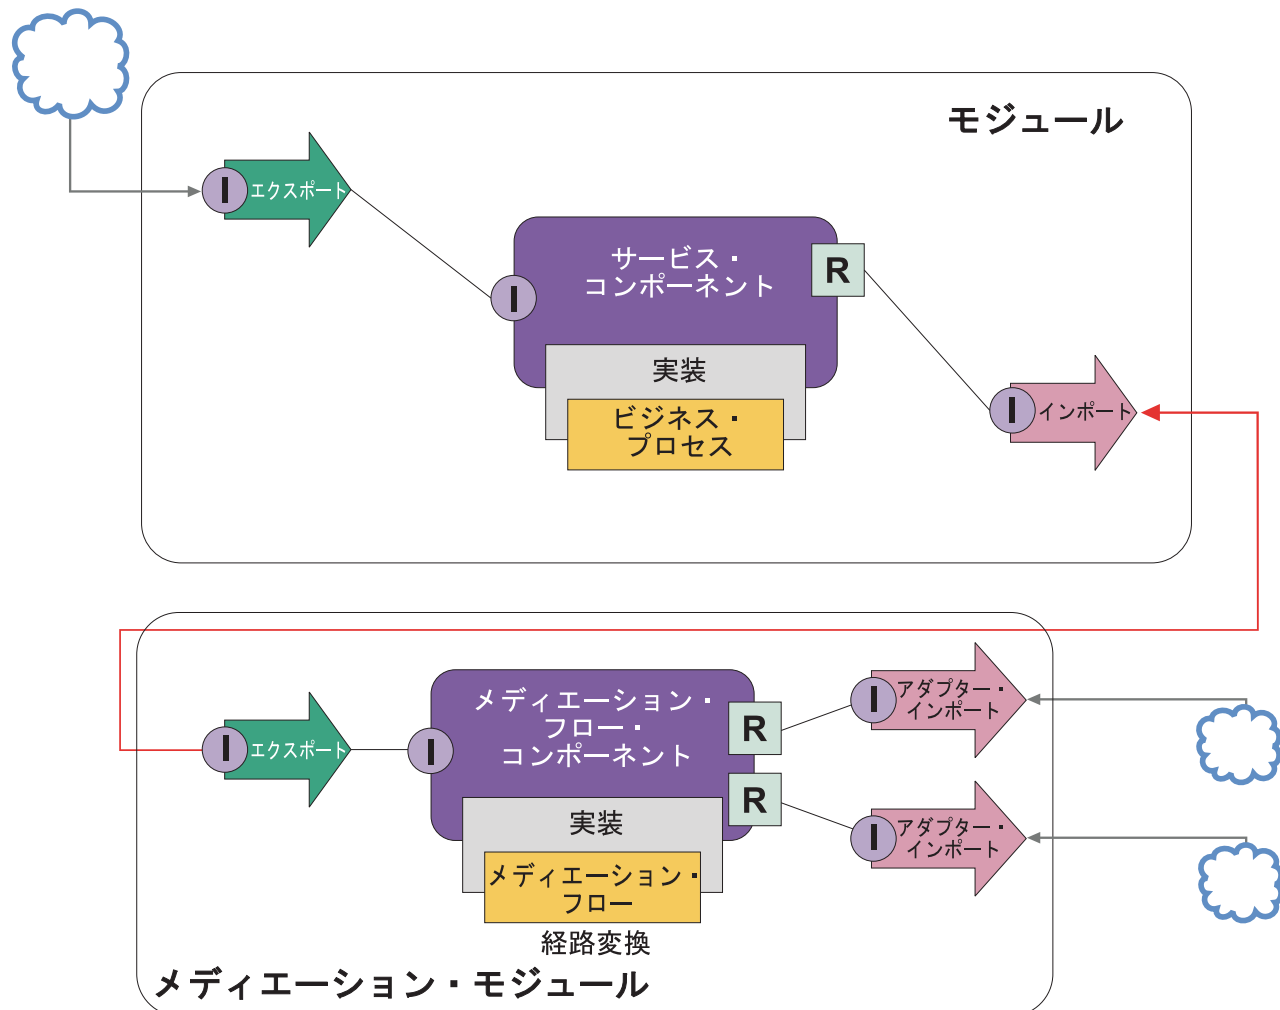 モジュール
I
エクスポート
I
サービス・
コンポーネント
R
実装
ビジネス・
プロセス
I
インポート
I
エクスポート
I
メディエーション・
フロー・
コンポーネント
R
R
実装
メディエーション・
フロー
経路変換
I
アダプター・
インポート
I
アダプター・
インポート
メディエーション・モジュール